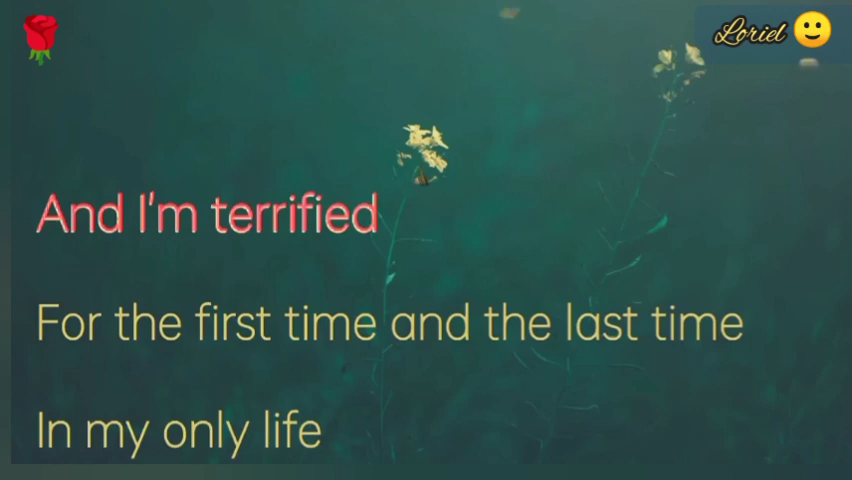 Loriel
And I'm terrified
For the first time and the last time
In my only life